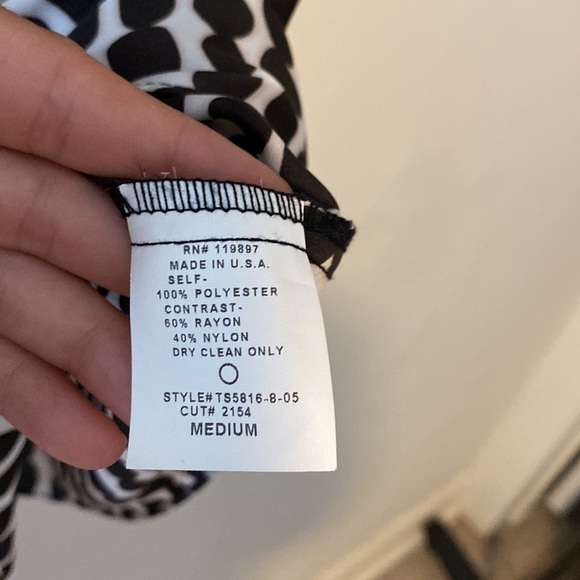 RN# 119897
MADE IN U.S.A.
SELF-
100% POLYESTER
CONTRAST-
60% RAYON
40% NYLON
DRY CLEAN ONLY
STYLE#TS5816-8-05
CUT# 2154
MEDIUM